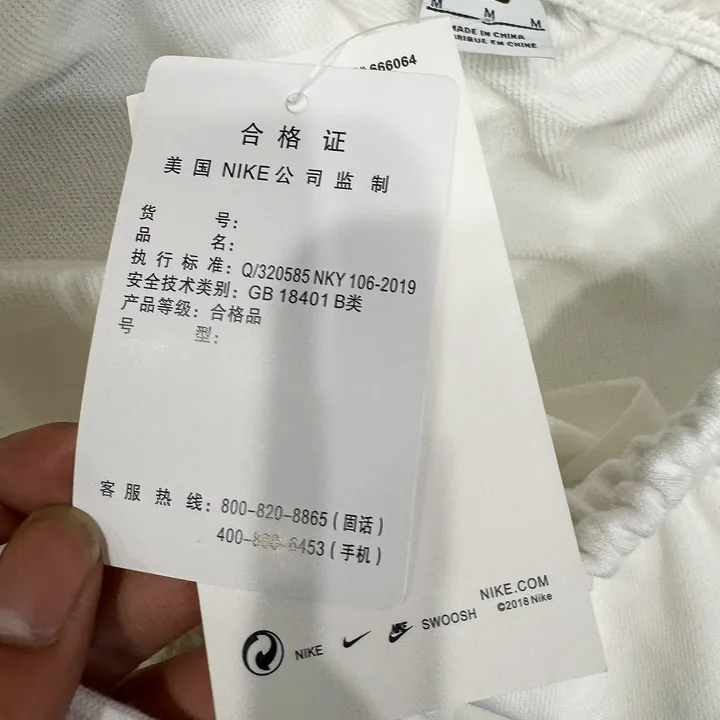 M M M
MADE IN CHINA
666064
合格证
美国NIKE公司监制
货号:
品名:
执行标准: Q/320585 NKY 106-2019
安全技术类别: GB 18401 B类
产品等级: 合格品
号型:
客服热线: 800-820-8865 (固话)
(手机)
NIKE.COM
©2018 Nike
NIKE SWOOSH